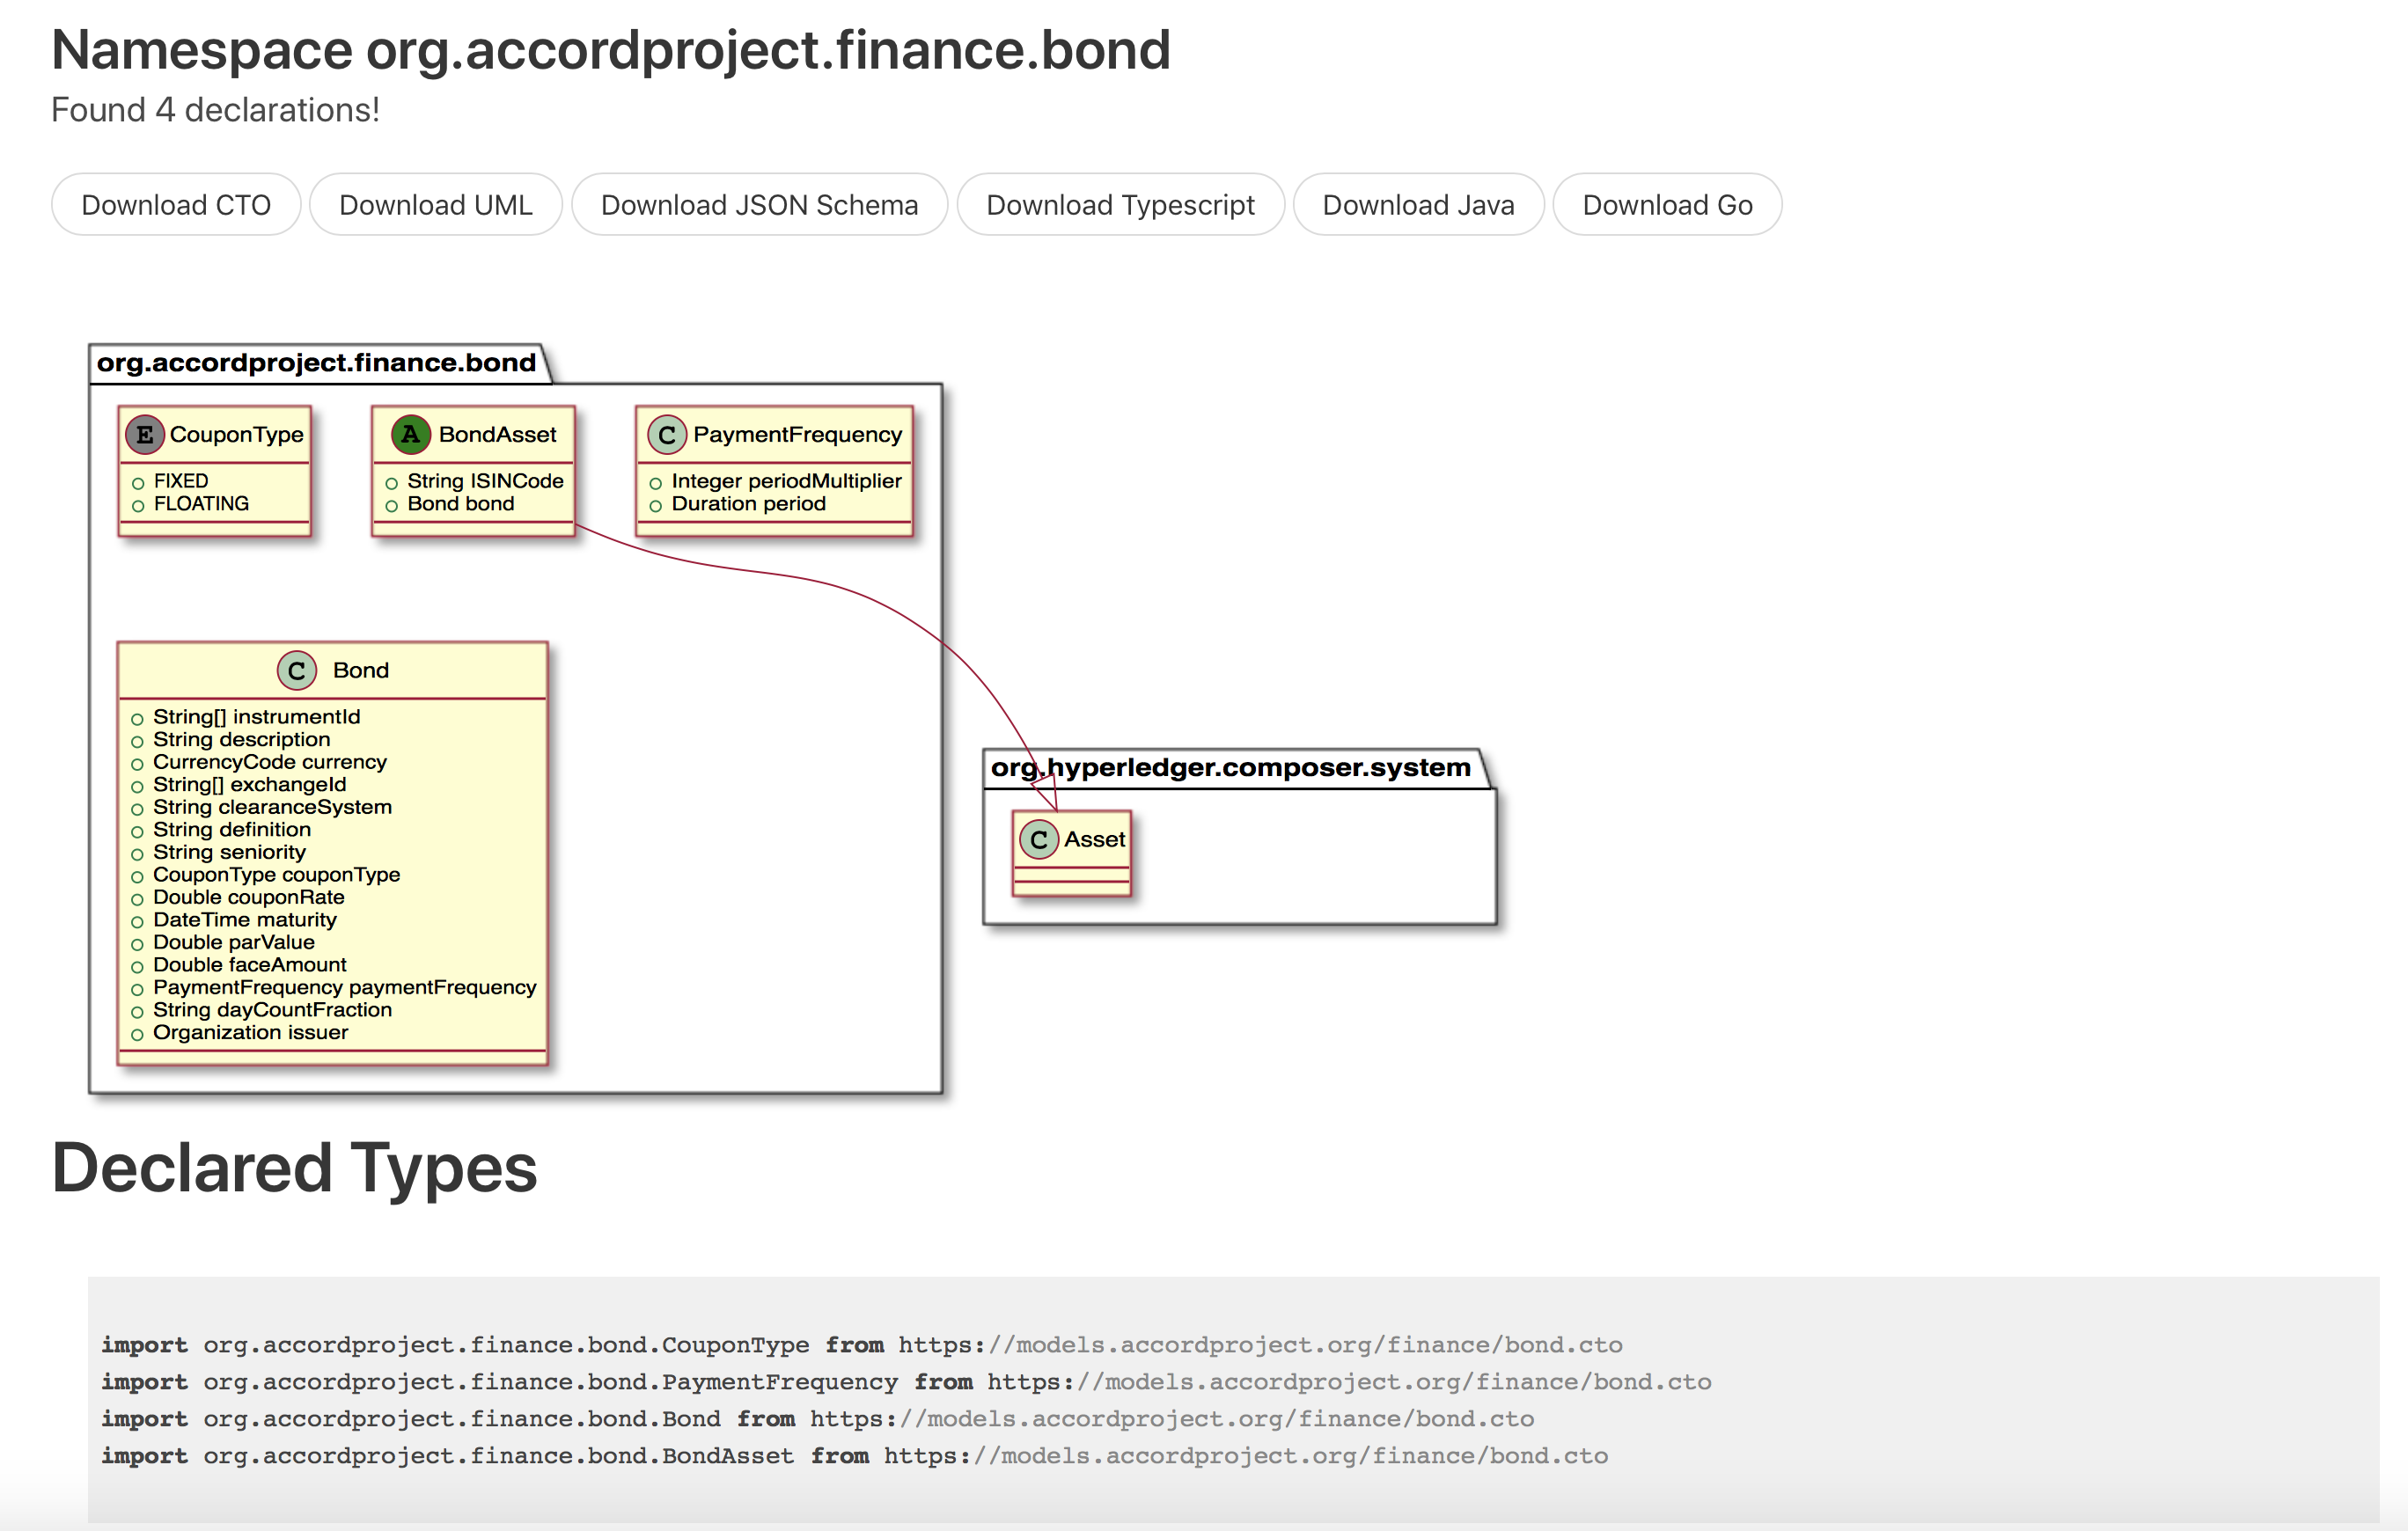 Namespace org.accordproject.finance.bond
Found 4 declarations!
Download CTO Download UML Download JSON Schema Download Typescript Download Java Download Go
org.accordproject.finance.bond
E CouponType
FIXED
FLOATING
A BondAsset
String ISINCode
Bond bond
C PaymentFrequency
Integer periodMultiplier
Duration period
C Bond
String[] instrumentId
String description
CurrencyCode currency
String[] exchangeId
String clearanceSystem
String definition
String seniority
CouponType couponType
Double couponRate
DateTime maturity
Double parValue
Double faceAmount
PaymentFrequency paymentFrequency
String dayCountFraction
Organization issuer
org.hyperledger.composer.system
C Asset
Declared Types
import org.accordproject.finance.bond.CouponType from https://models.accordproject.org/finance/bond.cto
import org.accordproject.finance.bond.PaymentFrequency from https://models.accordproject.org/finance/bond.cto
import org.accordproject.finance.bond.Bond from https://models.accordproject.org/finance/bond.cto
import org.accordproject.finance.bond.BondAsset from https://models.accordproject.org/finance/bond.cto